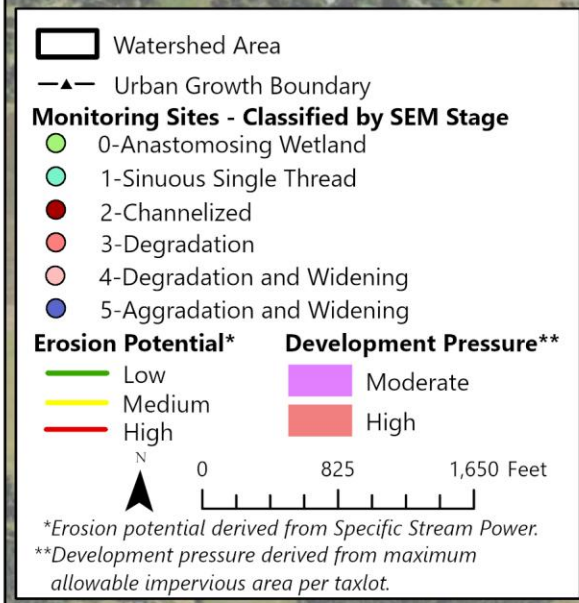 Watershed Area
Urban Growth Boundary
Monitoring Sites - Classified by SEM Stage
0-Anastomosing Wetland
1-Sinuous Single Thread
2-Channelized
3-Degradation
4-Degradation and Widening
5-Aggradation and Widening
Erosion Potential* Development Pressure**
Low
Medium
High
Moderate
High
N
0 825 1,650 Feet
*Erosion potential derived from Specific Stream Power.
**Development pressure derived from maximum
allowable impervious area per taxlot.